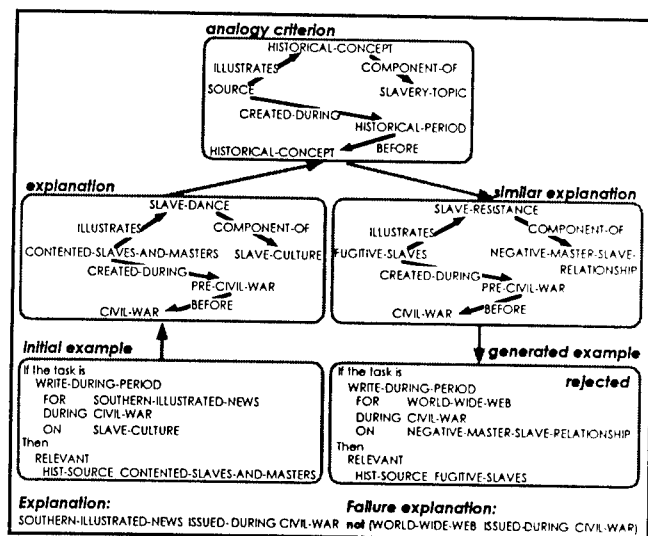 analogy criterion
HISTORICAL-CONCEPT
ILLUSTRATES
COMPONENT-OF
SOURCE
SLAVERY-TOPIC
CREATED-DURING
HISTORICAL-PERIOD
HISTORICAL-CONCEPT
BEFORE
explanation
SLAVE-DANCE
ILLUSTRATES
COMPONENT-OF
CONTENTED-SLAVES-AND-MASTERS
SLAVE-CULTURE
CREATED-DURING
PRE-CIVIL-WAR
CIVIL-WAR
BEFORE
similar explanation
SLAVE-RESISTANCE
ILLUSTRATES
COMPONENT-OF
FUGITIVE-SLAVES
NEGATIVE-MASTER-SLAVE-
RELATIONSHIP
CREATED-DURING
PRE-CIVIL-WAR
CIVIL-WAR
BEFORE
initial example
If the task is
WRITE-DURING-PERIOD
FOR SOUTHERN-ILLUSTRATED-NEWS
DURING CIVIL-WAR
ON SLAVE-CULTURE
Then
RELEVANT
HIST-SOURCE CONTENTED-SLAVES-AND-MASTERS
generated example
rejected
If the task is
WRITE-DURING-PERIOD
FOR WORLD-WIDE-WEB
DURING CIVIL-WAR
ON NEGATIVE-MASTER-SLAVE-RELATIONSHIP
Then
RELEVANT
HIST-SOURCE FUGITIVE-SLAVES
Explanation:
SOUTHERN-ILLUSTRATED-NEWS ISSUED-DURING CIVIL-WAR
Failure explanation:
not (WORLD-WIDE-WEB ISSUED-DURING CIVIL-WAR)